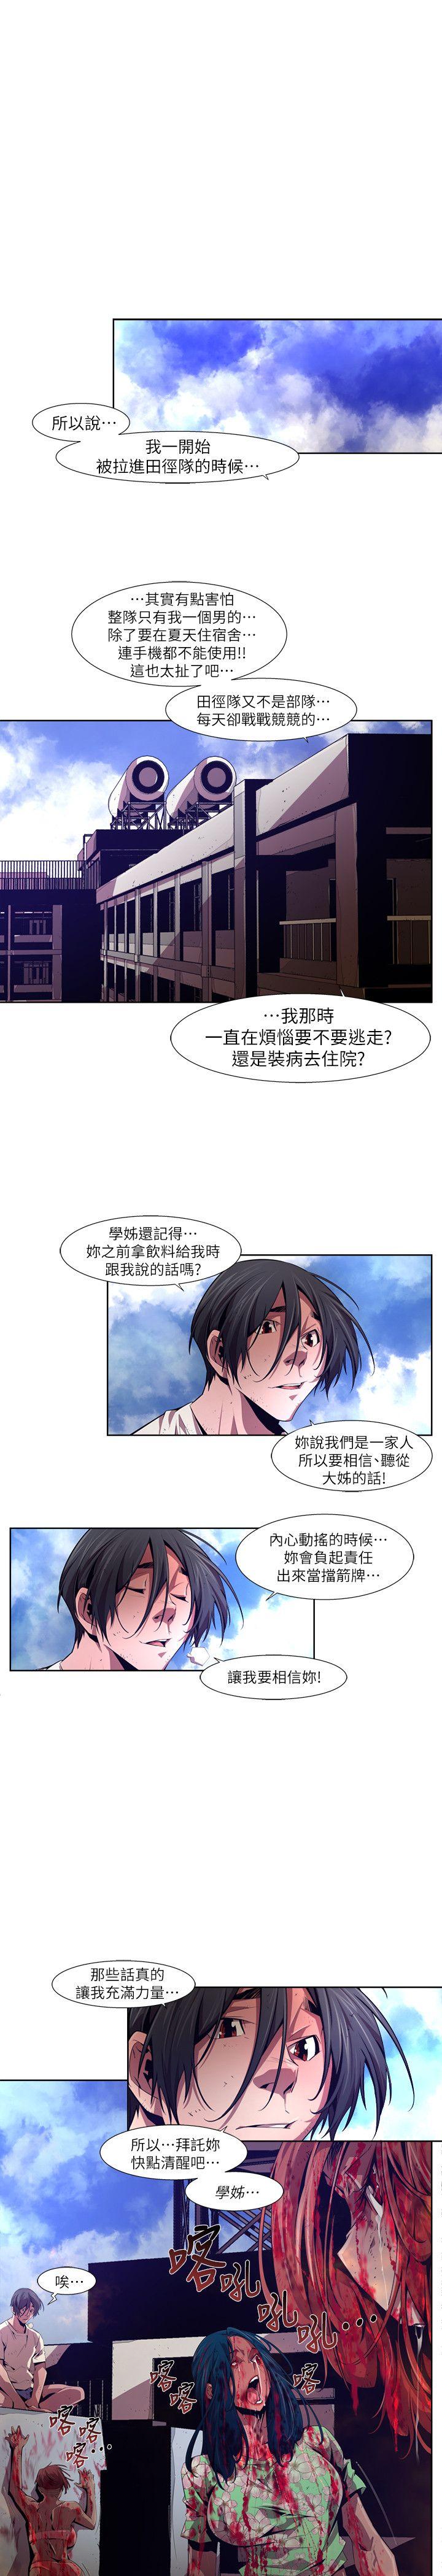 所以說…
我一開始
被拉進田徑隊的時候…
…其實有點害怕
整隊只有我一個男的…
除了要在夏天住宿舍…
連手機都不能使用!!
這也太扯了吧…
田徑隊又不是部隊…
每天卻戰戰競競的…
…我那時
一直在煩惱要不要逃走?
還是裝病去住院?
學姊還記得…
妳之前拿飲料給我時
跟我說的話嗎?
妳說我們是一家人
所以要相信、聽從
大姊的話!
內心動搖的時候…
妳會負起責任
出來當擋箭牌…
讓我要相信妳!
那些話真的
讓我充滿力量…
所以…拜託妳
快點清醒吧…
學姊…
喀吼吼吼…
唉…
喀喀
喀
喀喀
喀…